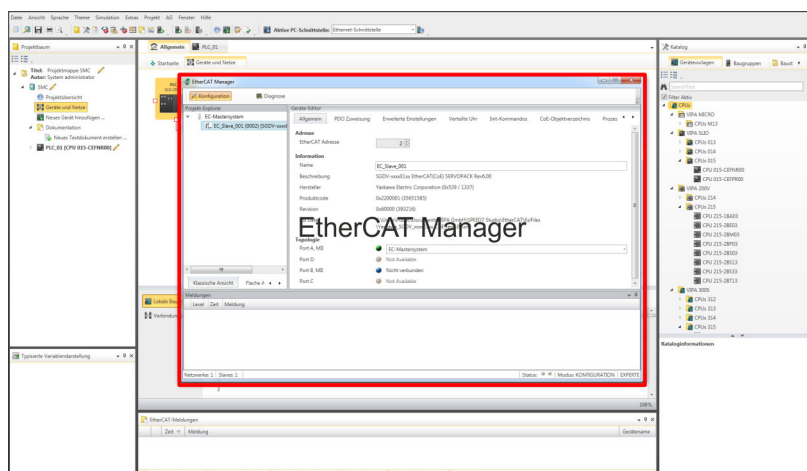 Datei Ansicht Sprache Theme Simulation Extras Projekt AG Fenster Hilfe
Aktive PC-Schnittstelle: Ethernet-Schnittstelle
Projektbaum
Titel: Projektmappe SMC
Autor: System administrator
SMC
Projektübersicht
Geräte und Netze
Neues Gerät hinzufügen ...
Dokumentation
Neues Textdokument erstellen ...
PLC_01 [CPU 015-CEFNR00]
Typisierte Variablendarstellung
Allgemein PLC_01
Startseite Geräte und Netze
EtherCAT Manager
Konfiguration Diagnose
Projekt-Explorer
EC-Mastersystem
EC_Slave_001 (0002) [SGDV-xxxx
Klassische Ansicht Flache A
Geräte-Editor
Allgemein PDO Zuweisung Erweiterte Einstellungen Verteilte Uhr Init-Kommandos CoE-Objektverzeichnis Prozes
Adresse
EtherCAT Adresse 2
Information
Name EC_Slave_001
Beschreibung SGDV-xxxxE1xx EtherCAT(CoE) SERVOPACK Rev6.00
Hersteller Yaskawa Electric Corporation (0x539 / 1337)
Produktcode 0x2200001 (35651585)
Revision 0x60000 (393216)
EtherCAT Manager
Topologie
Port A, MII EC-Mastersystem
Port D Not Available
Port B, MII Nicht verbunden
Port C Not Available
Meldungen
Level Zeit Meldung
Netzwerke: 1 Slaves: 1 Status: Modus: KONFIGURATION EXPERTE
Lokale Bau
Verbindun
2
100%
EtherCAT-Meldungen
Zeit Meldung Gerätename
Katalog
Gerätevorlagen Baugruppen Baust
Filter Aktiv
CPUs
VIPA MICRO
CPUs M13
VIPA SLIO
CPUs 013
CPUs 014
CPUs 015
CPU 015-CEFNR00
CPU 015-CEFPR00
VIPA 200V
CPUs 214
CPUs 215
CPU 215-1BA03
CPU 215-2BE03
CPU 215-2BM03
CPU 215-2BP03
CPU 215-2BS03
CPU 215-2BS13
CPU 215-2BS33
CPU 215-2BT13
VIPA 300S
CPUs 312
CPUs 313
CPUs 314
CPUs 315
Kataloginformationen